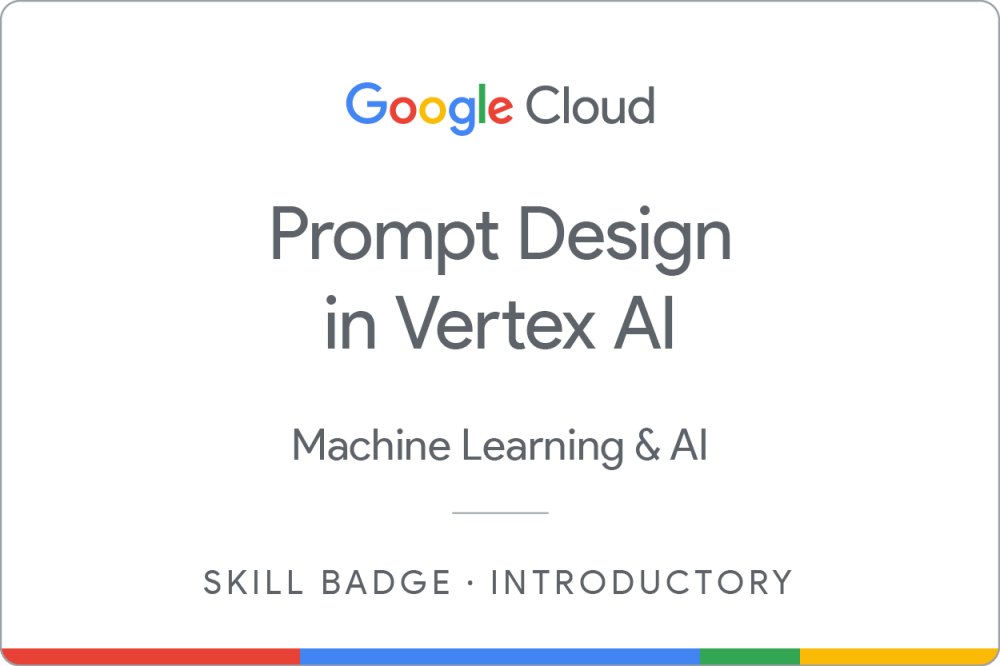 Google Cloud
Prompt Design
in Vertex AI
Machine Learning & AI
SKILL BADGE · INTRODUCTORY